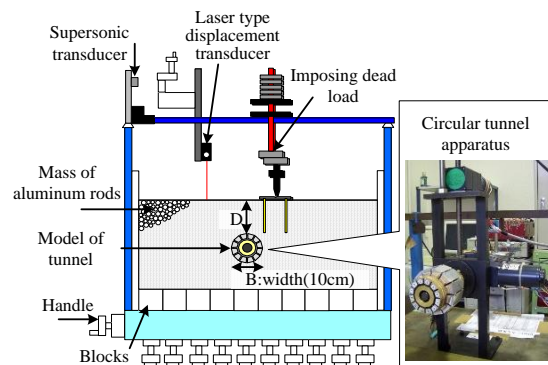 Supersonic
transducer
Laser type
displacement
transducer
Imposing dead
load
Circular tunnel
apparatus
Mass of
aluminum rods
D
Model of
tunnel
B:width(10cm)
Handle
Blocks